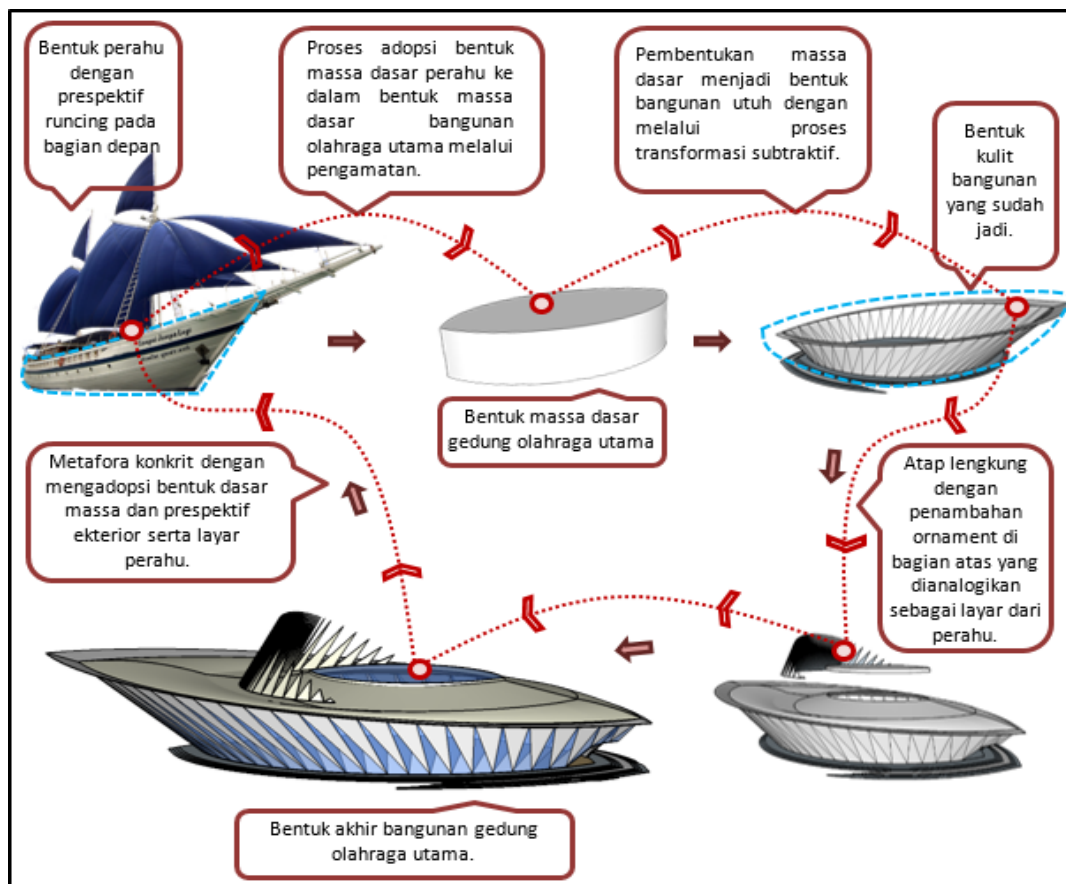 Bentuk perahu
dengan
prespektif
runcing pada
bagian depan
Proses adopsi bentuk
massa dasar perahu ke
dalam bentuk massa
dasar bangunan
olahraga utama melalui
pengamatan.
Pembentukan massa
dasar menjadi bentuk
bangunan utuh dengan
melalui proses
transformasi subtraktif.
Bentuk
kulit
bangunan
yang sudah
jadi.
Bentuk massa dasar
gedung olahraga utama
Metafora konkrit dengan
mengadopsi bentuk dasar
massa dan prespektif
ekterior serta layar
perahu.
Atap lengkung
dengan
penambahan
ornament di
bagian atas yang
dianalogikan
sebagai layar dari
perahu.
Bentuk akhir bangunan gedung
olahraga utama.